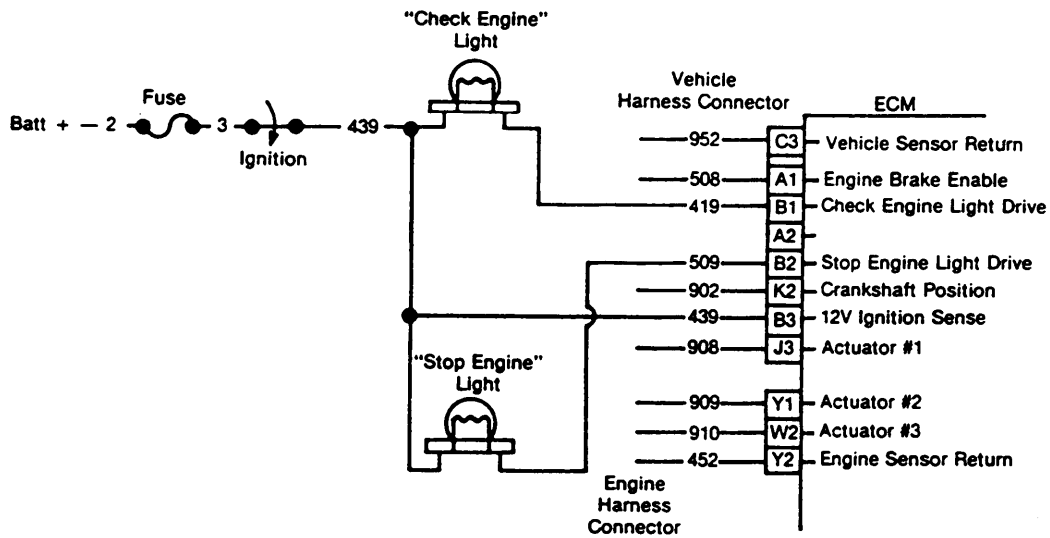 "Check Engine"
Light
Vehicle
Harness Connector
ECM
Fuse
Batt + – 2
3
439
Ignition
952 C3 Vehicle Sensor Return
508 A1 Engine Brake Enable
419 B1 Check Engine Light Drive
A2
509 B2 Stop Engine Light Drive
902 K2 Crankshaft Position
439 B3 12V Ignition Sense
908 J3 Actuator #1
"Stop Engine"
Light
909 Y1 Actuator #2
910 W2 Actuator #3
452 Y2 Engine Sensor Return
Engine
Harness
Connector